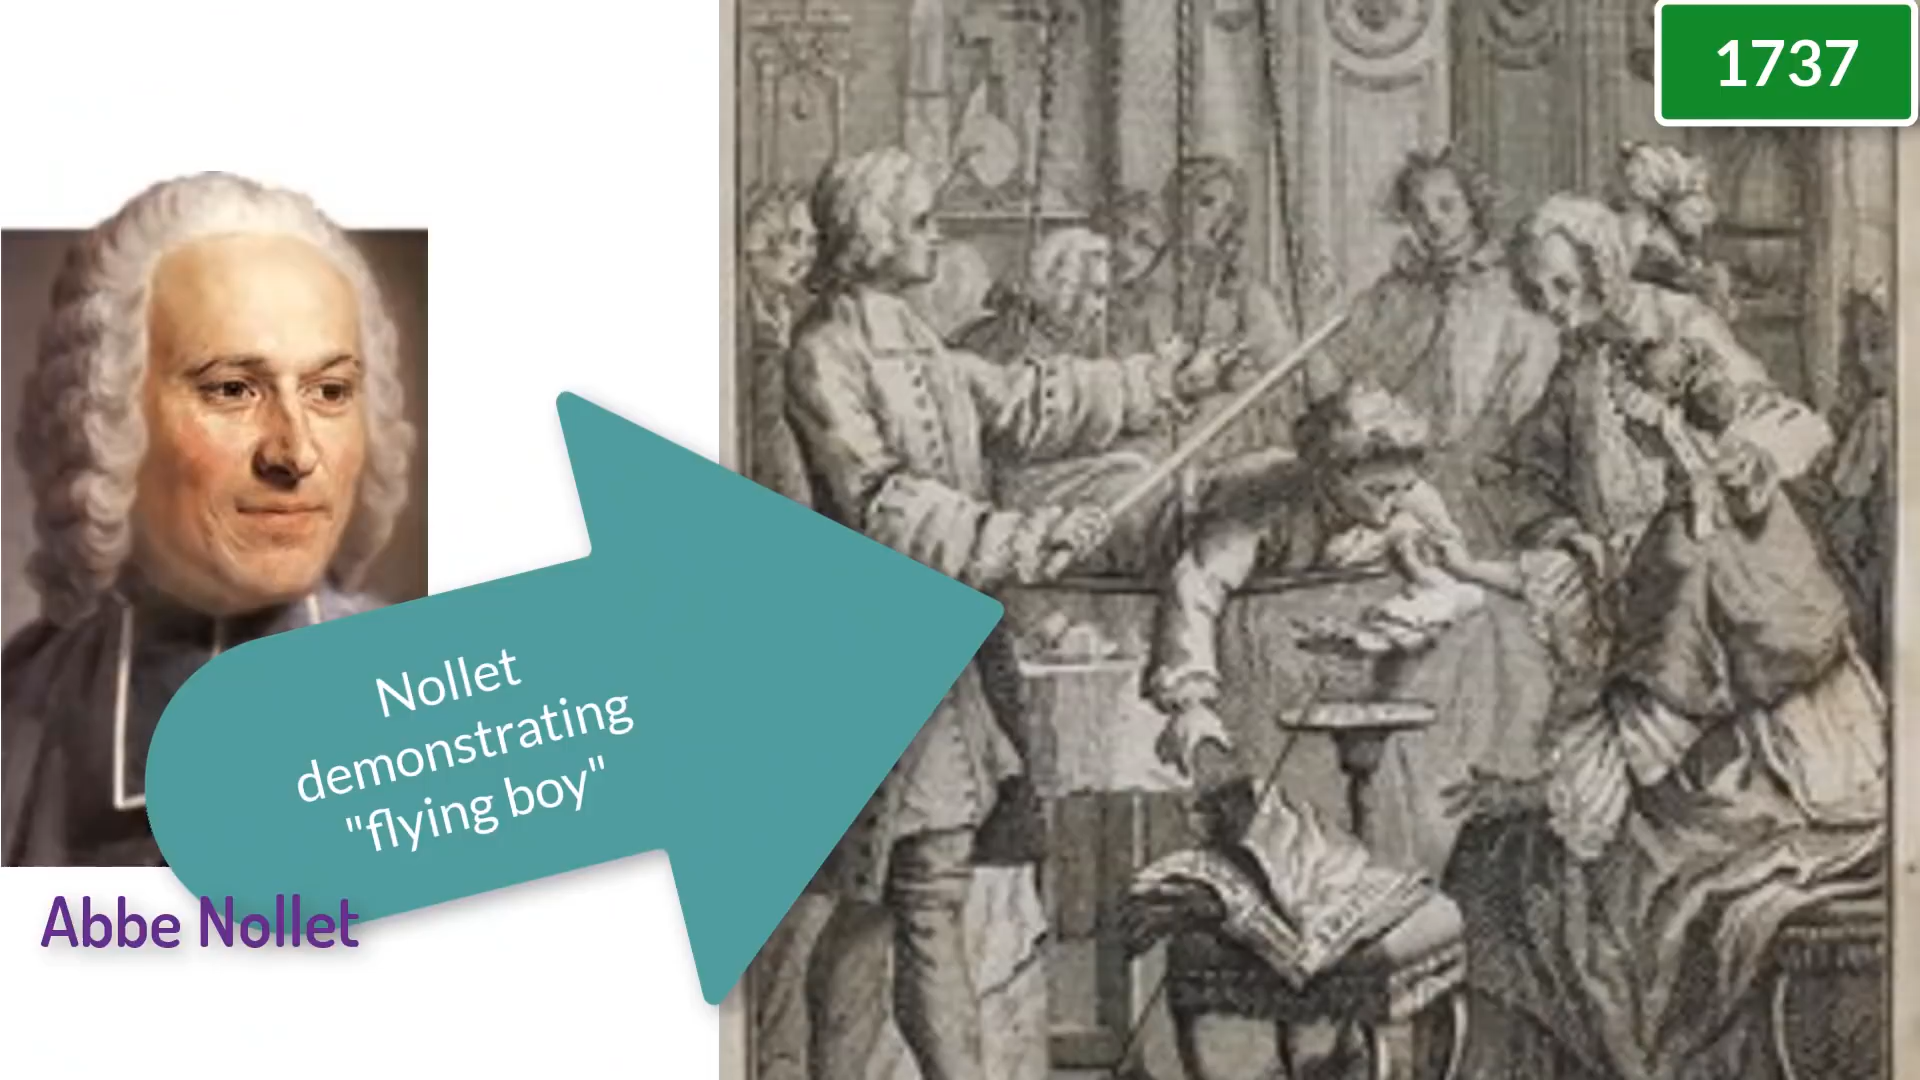 1737
Nollet
demonstrating
"flying boy"
Abbe Nollet